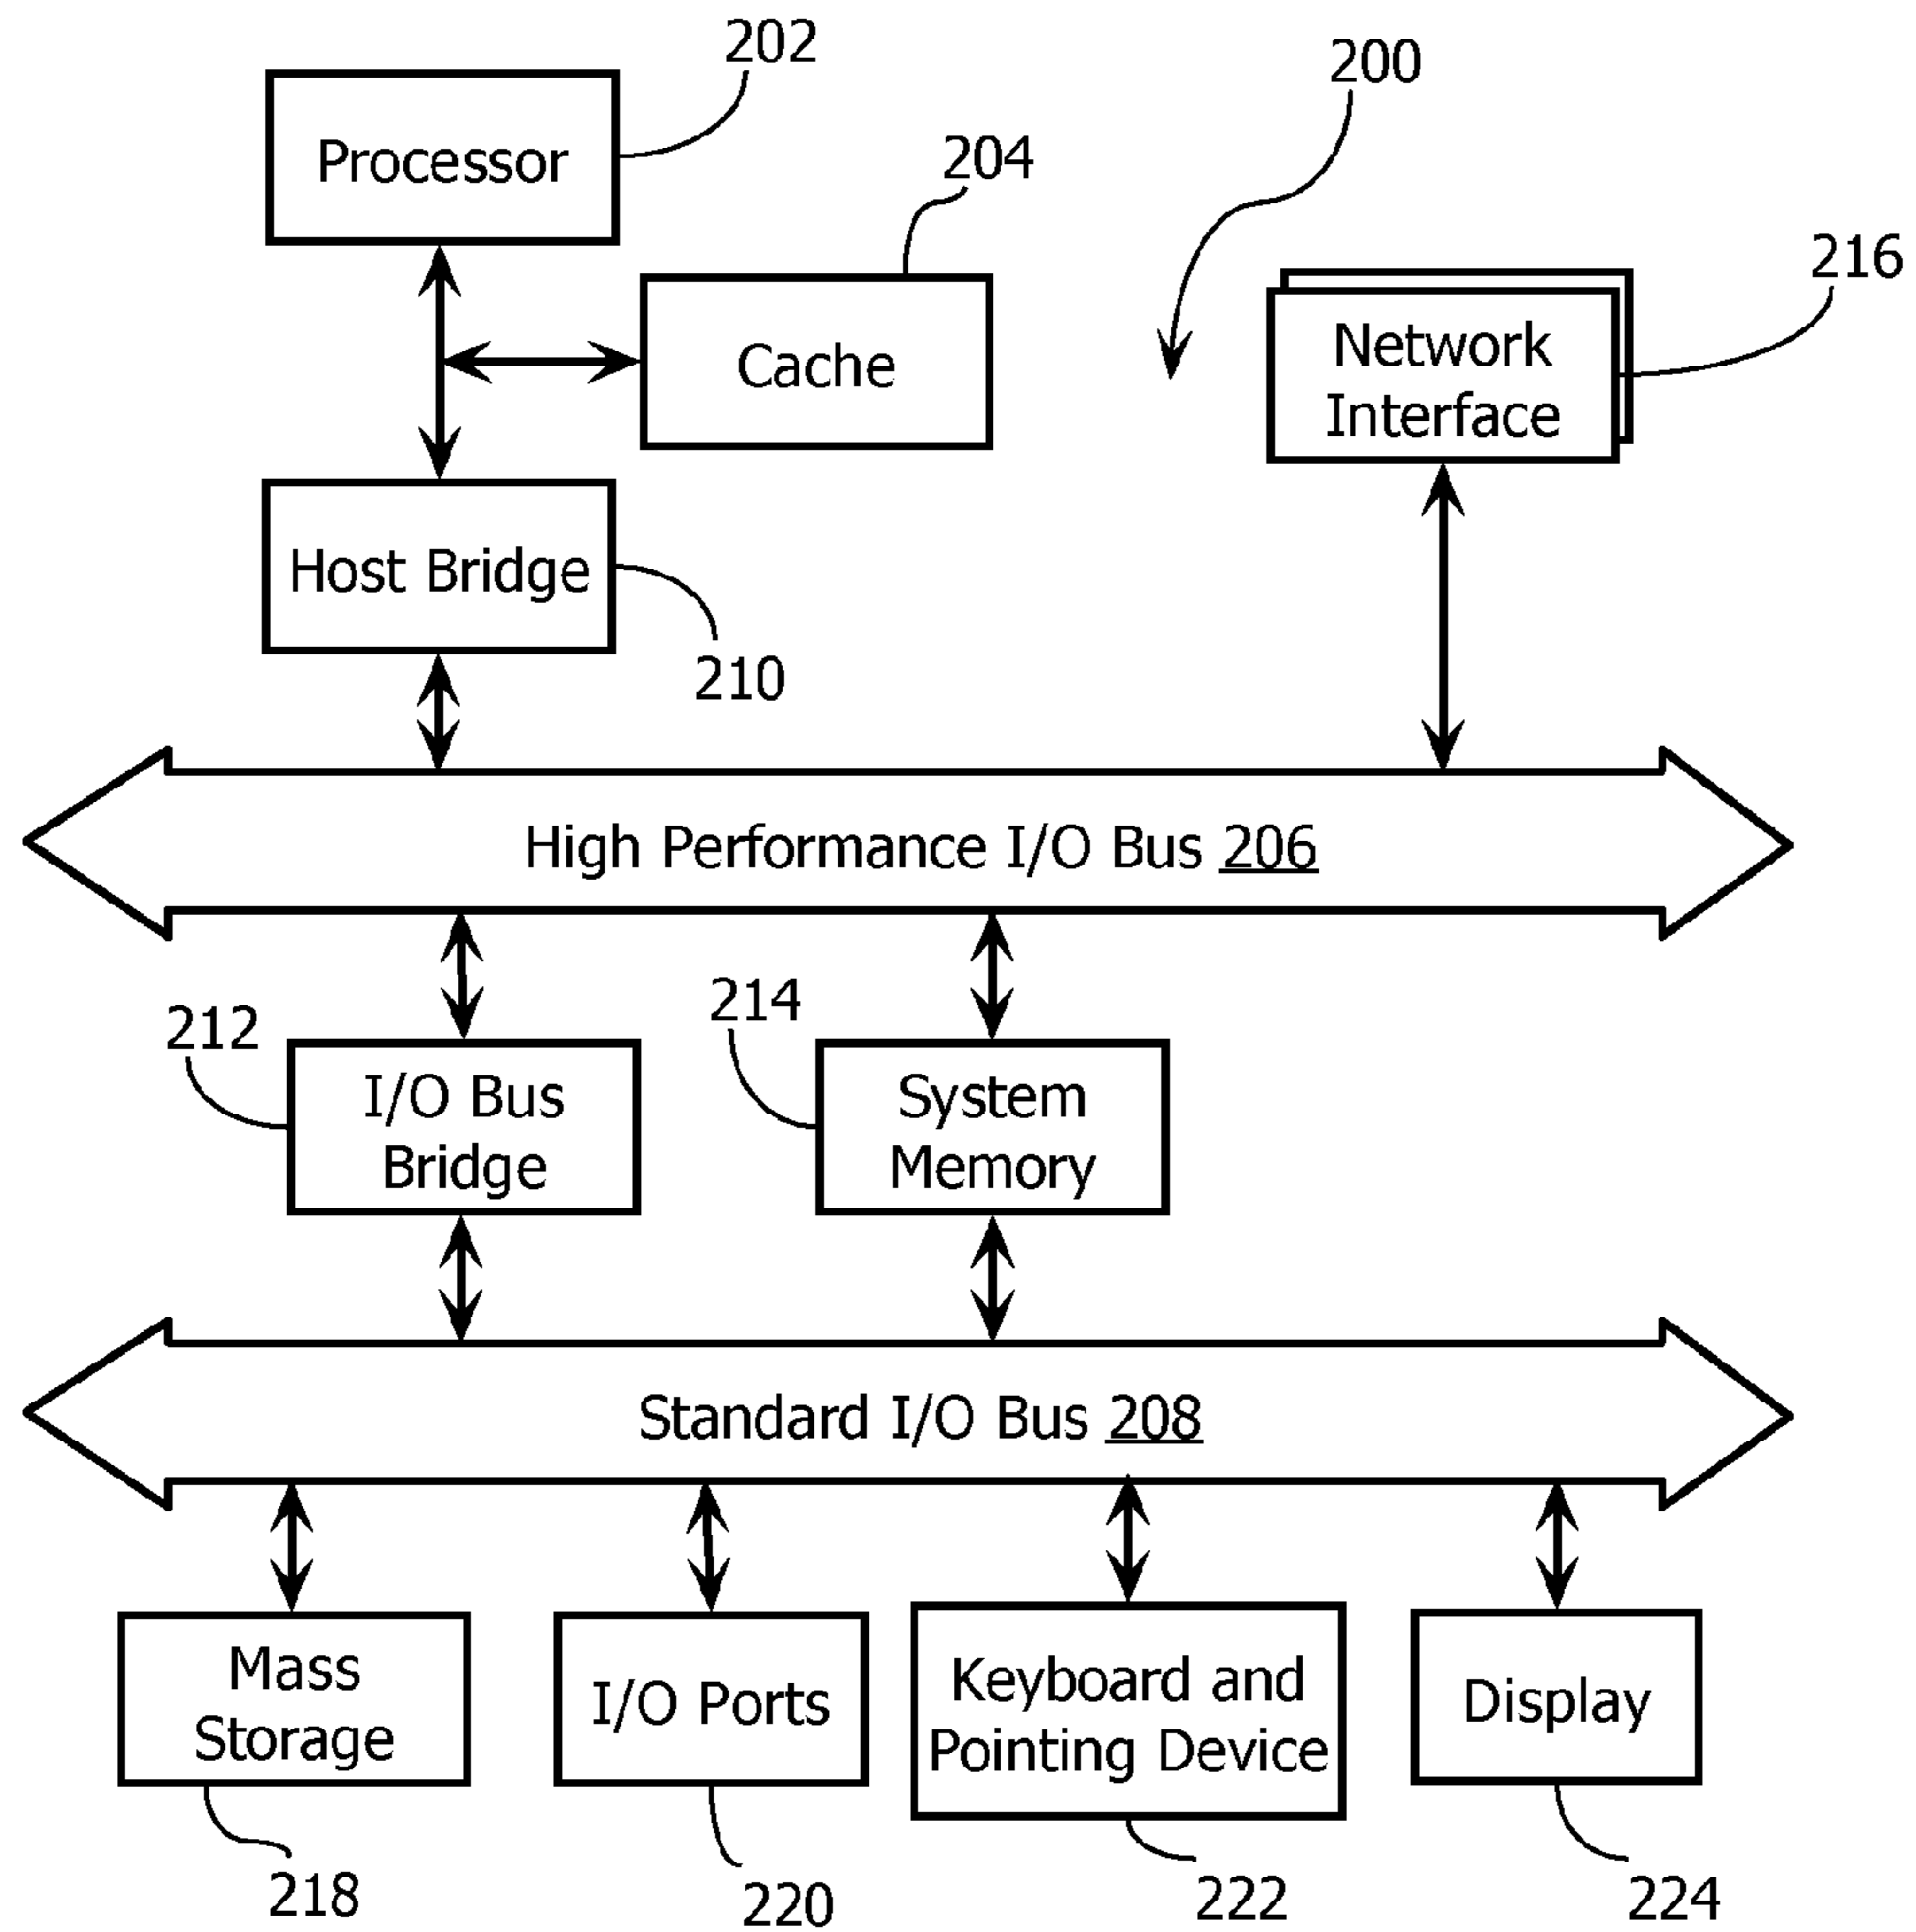 202
200
Processor
204
216
Network
Interface
Cache
Host Bridge
210
High Performance I/O Bus 206
212
214
I/O Bus
Bridge
System
Memory
Standard I/O Bus 208
Mass
Storage
I/O Ports
Keyboard and
Pointing Device
Display
218
220
222
224